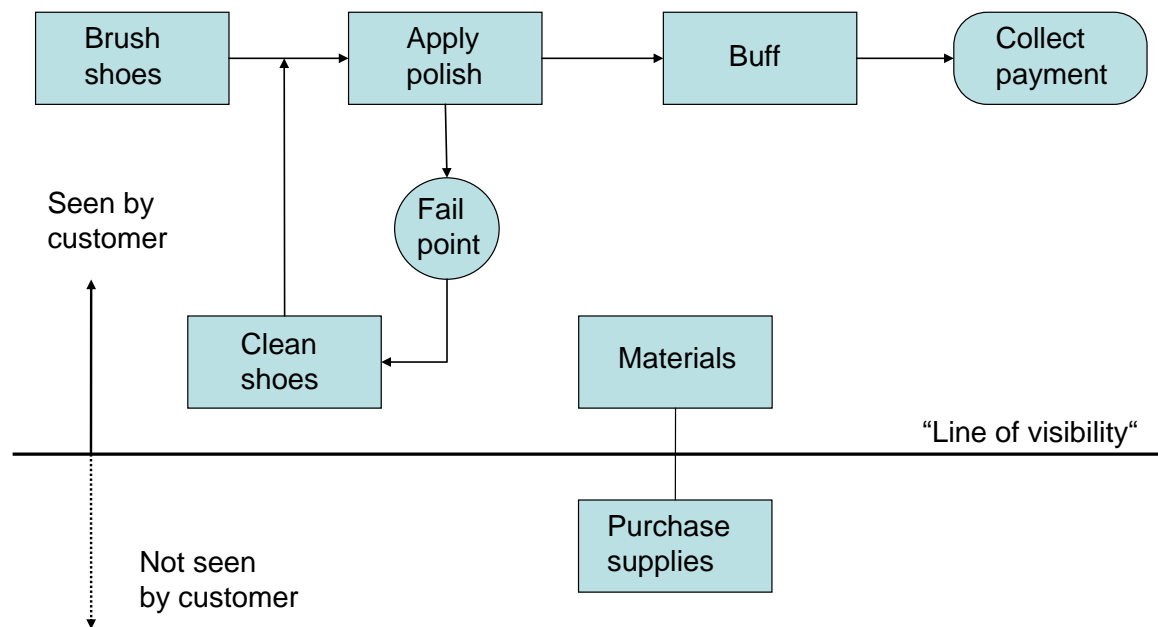 Brush
shoes
Apply
polish
Buff
Collect
payment
Seen by
customer
Fail
point
Clean
shoes
Materials
“Line of visibility“
Purchase
supplies
Not seen
by customer